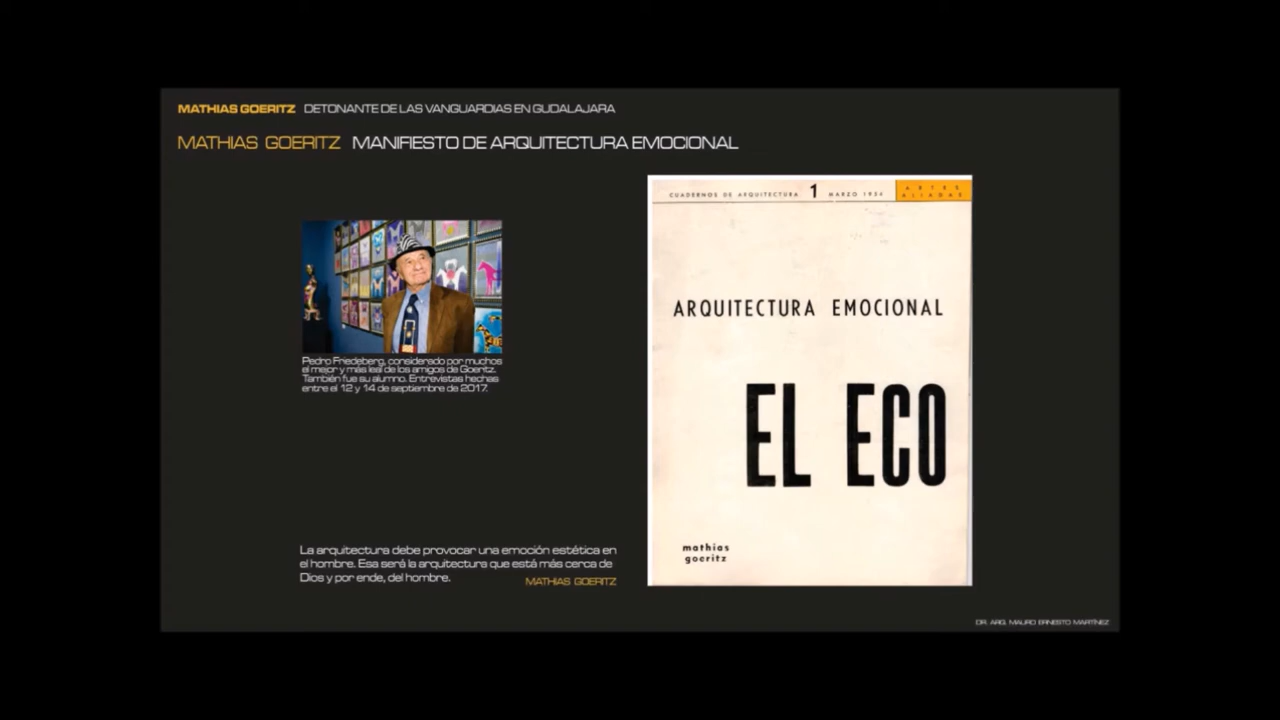 MATHIAS GOERITZ DETONANTE DE LAS VANGUARDIAS EN GUDALAJARA
MATHIAS GOERITZ MANIFIESTO DE ARQUITECTURA EMOCIONAL
CUADERNOS DE ARQUITECTURA 1 MARZO 1954
ARTES
ALIADAS
ARQUITECTURA EMOCIONAL
EL ECO
mathias
goeritz
Pedro Friedeberg, considerado por muchos
el mejor y más leal de los amigos de Goertz.
También fue su alumno. Entrevistas hechas
entre el 12 y 14 de septiembre de 2017.
La arquitectura debe provocar una emoción estética en
el hombre. Esa será la arquitectura que está más cerca de
Dios y por ende, del hombre.
MATHIAS GOERITZ
DR. ARQ. MAURO ERNESTO MARTÍNEZ